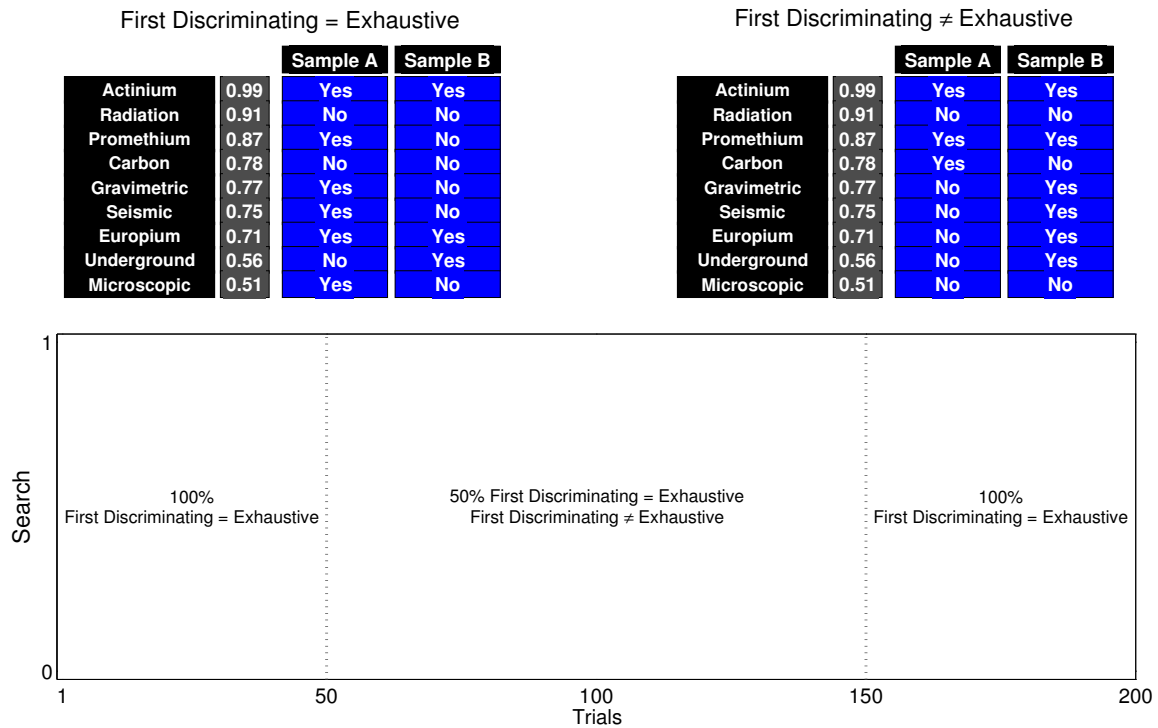 First Discriminating = Exhaustive
Sample A Sample B
Actinium 0.99 Yes Yes
Radiation 0.91 No No
Promethium 0.87 Yes No
Carbon 0.78 No No
Gravimetric 0.77 Yes No
Seismic 0.75 Yes No
Europium 0.71 Yes Yes
Underground 0.56 No Yes
Microscopic 0.51 Yes No
First Discriminating ≠ Exhaustive
Sample A Sample B
Actinium 0.99 Yes Yes
Radiation 0.91 No No
Promethium 0.87 Yes Yes
Carbon 0.78 Yes No
Gravimetric 0.77 No Yes
Seismic 0.75 No No
Europium 0.71 No Yes
Underground 0.56 No Yes
Microscopic 0.51 No No
1
Search
0
100%
First Discriminating = Exhaustive
50% First Discriminating = Exhaustive
First Discriminating ≠ Exhaustive
100%
First Discriminating = Exhaustive
1 50 100 150 200
Trials